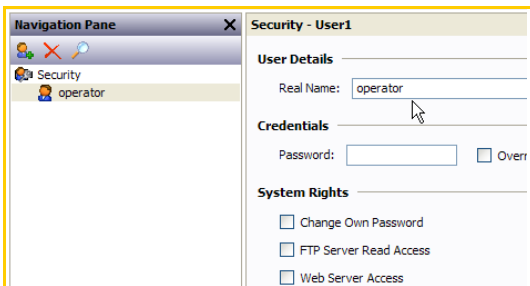 Navigation Pane
Security
operator
Security - User1
User Details
Real Name: operator
Credentials
Password:
System Rights
Change Own Password
FTP Server Read Access
Web Server Access